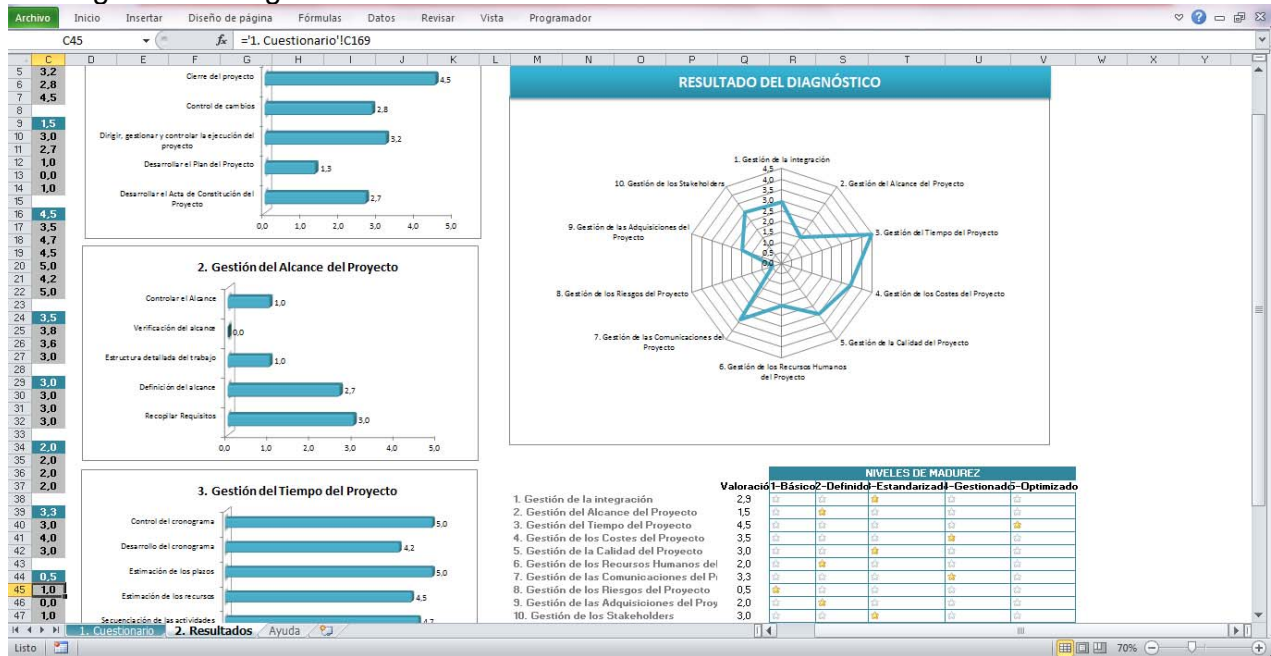 Archivo Inicio Insertar Diseño de página Fórmulas Datos Revisar Vista Programador
C45 fx ='1. Cuestionario'!C169
C D E F G H I J K L M N O P Q R S T U V W X Y
5 3,2
6 2,8
7 4,5
8
9 1,5
10 3,0
11 2,7
12 1,0
13 0,0
14 1,0
15
16 4,5
17 3,5
18 4,7
19 4,5
20 5,0
21 4,2
22 5,0
23
24 3,5
25 3,8
26 3,6
27 3,0
28
29 3,0
30 3,0
31 3,0
32 3,0
33
34 2,0
35 2,0
36 2,0
37 2,0
38
39 3,3
40 3,0
41 4,0
42 3,0
43
44 0,5
45 1,0
46 0,0
47 1,0
Cierre del proyecto 4,5
Control de cambios 2,8
Dirigir, gestionar y controlar la ejecución del
proyecto 3,2
Desarrollar el Plan del Proyecto 1,3
Desarrollar el Acta de Constitución del
Proyecto 2,7
0,0 1,0 2,0 3,0 4,0 5,0
2. Gestión del Alcance del Proyecto
Controlar el Alcance 1,0
Verificación del alcance 0,0
Estructura detallada del trabajo 1,0
Definición del alcance 2,7
Recopilar Requisitos 3,0
0,0 1,0 2,0 3,0 4,0 5,0
3. Gestión del Tiempo del Proyecto
Control del cronograma 5,0
Desarrollo del cronograma 4,2
Estimación de los plazos 5,0
Estimación de los recursos 4,5
Secuenciación de las actividades 4,7
RESULTADO DEL DIAGNÓSTICO
1. Gestión de la integración
2. Gestión del Alcance del Proyecto
3. Gestión del Tiempo del Proyecto
4. Gestión de los Costes del Proyecto
5. Gestión de la Calidad del Proyecto
6. Gestión de los Recursos Humanos
del Proyecto
7. Gestión de las Comunicaciones del
Proyecto
8. Gestión de los Riesgos del Proyecto
9. Gestión de las Adquisiciones del
Proyecto
10. Gestión de los Stakeholders
4,5
4,0
3,5
3,0
2,5
2,0
1,5
1,0
0,5
0,0
NIVELES DE MADUREZ
Valoració 1-Básico 2-Definido 3-Estandarizad 4-Gestionado 5-Optimizado
1. Gestión de la integración 2,9
2. Gestión del Alcance del Proyecto 1,5
3. Gestión del Tiempo del Proyecto 4,5
4. Gestión de los Costes del Proyecto 3,5
5. Gestión de la Calidad del Proyecto 3,0
6. Gestión de los Recursos Humanos del 2,0
7. Gestión de las Comunicaciones del P 3,3
8. Gestión de los Riesgos del Proyecto 0,5
9. Gestión de las Adquisiciones del Proy 2,0
10. Gestión de los Stakeholders 3,0
1. Cuestionario 2. Resultados Ayuda
Listo 70%